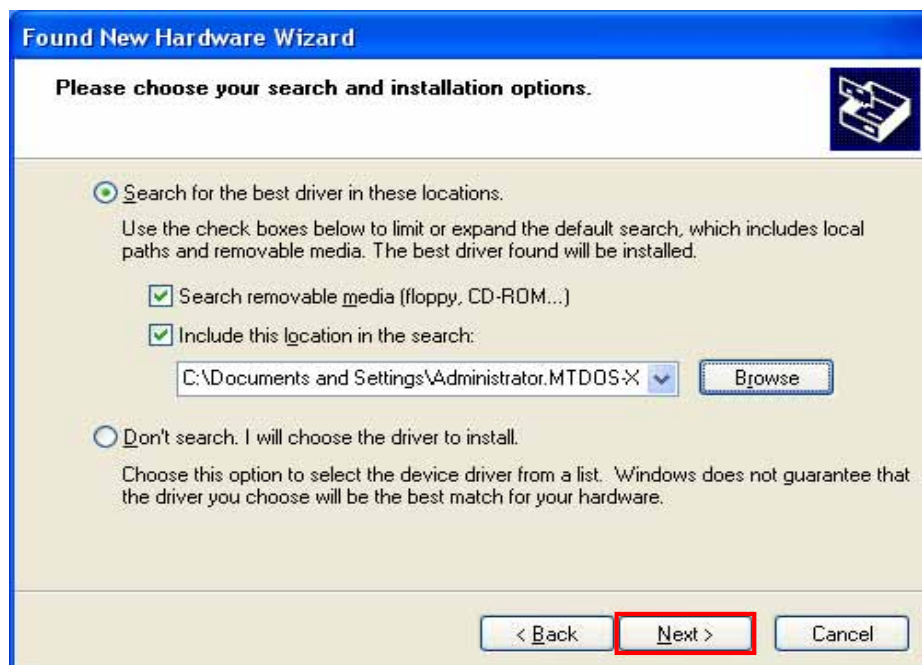 Found New Hardware Wizard
Please choose your search and installation options.
Search for the best driver in these locations.
Use the check boxes below to limit or expand the default search, which includes local
paths and removable media. The best driver found will be installed.
Search removable media (floppy, CD-ROM...)
Include this location in the search:
C:\Documents and Settings\Administrator.MTDOS-X
Browse
Don't search. I will choose the driver to install.
Choose this option to select the device driver from a list. Windows does not guarantee that
the driver you choose will be the best match for your hardware.
< Back Next > Cancel